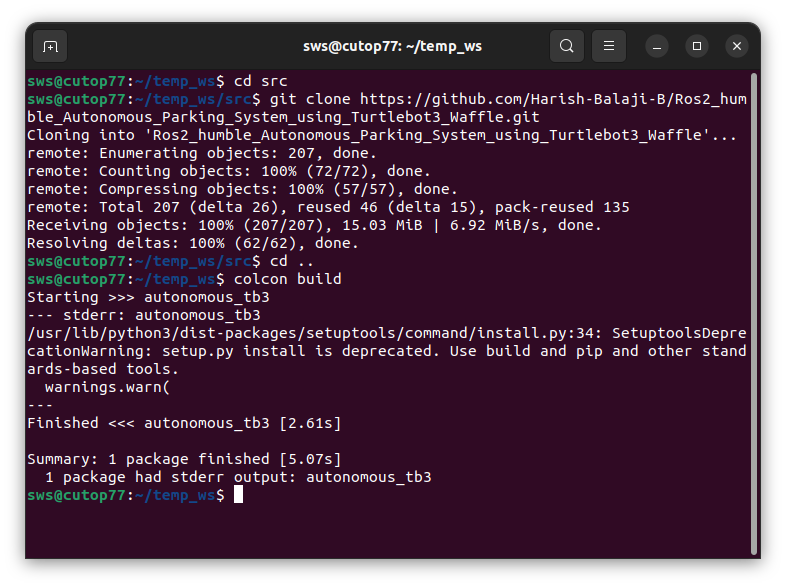 sws@cutop77: ~/temp_ws
sws@cutop77:~/temp_ws$ cd src
sws@cutop77:~/temp_ws/src$ git clone https://github.com/Harish-Balaji-B/Ros2_hum
ble_Autonomous_Parking_System_using_Turtlebot3_Waffle.git
Cloning into 'Ros2_humble_Autonomous_Parking_System_using_Turtlebot3_Waffle'...
remote: Enumerating objects: 207, done.
remote: Counting objects: 100% (72/72), done.
remote: Compressing objects: 100% (57/57), done.
remote: Total 207 (delta 26), reused 46 (delta 15), pack-reused 135
Receiving objects: 100% (207/207), 15.03 MiB | 6.92 MiB/s, done.
Resolving deltas: 100% (62/62), done.
sws@cutop77:~/temp_ws/src$ cd ..
sws@cutop77:~/temp_ws$ colcon build
Starting >>> autonomous_tb3
--- stderr: autonomous_tb3
/usr/lib/python3/dist-packages/setuptools/command/install.py:34: SetuptoolsDepre
cationWarning: setup.py install is deprecated. Use build and pip and other stand
ards-based tools.
  warnings.warn(
---
Finished <<< autonomous_tb3 [2.61s]

Summary: 1 package finished [5.07s]
  1 package had stderr output: autonomous_tb3
sws@cutop77:~/temp_ws$